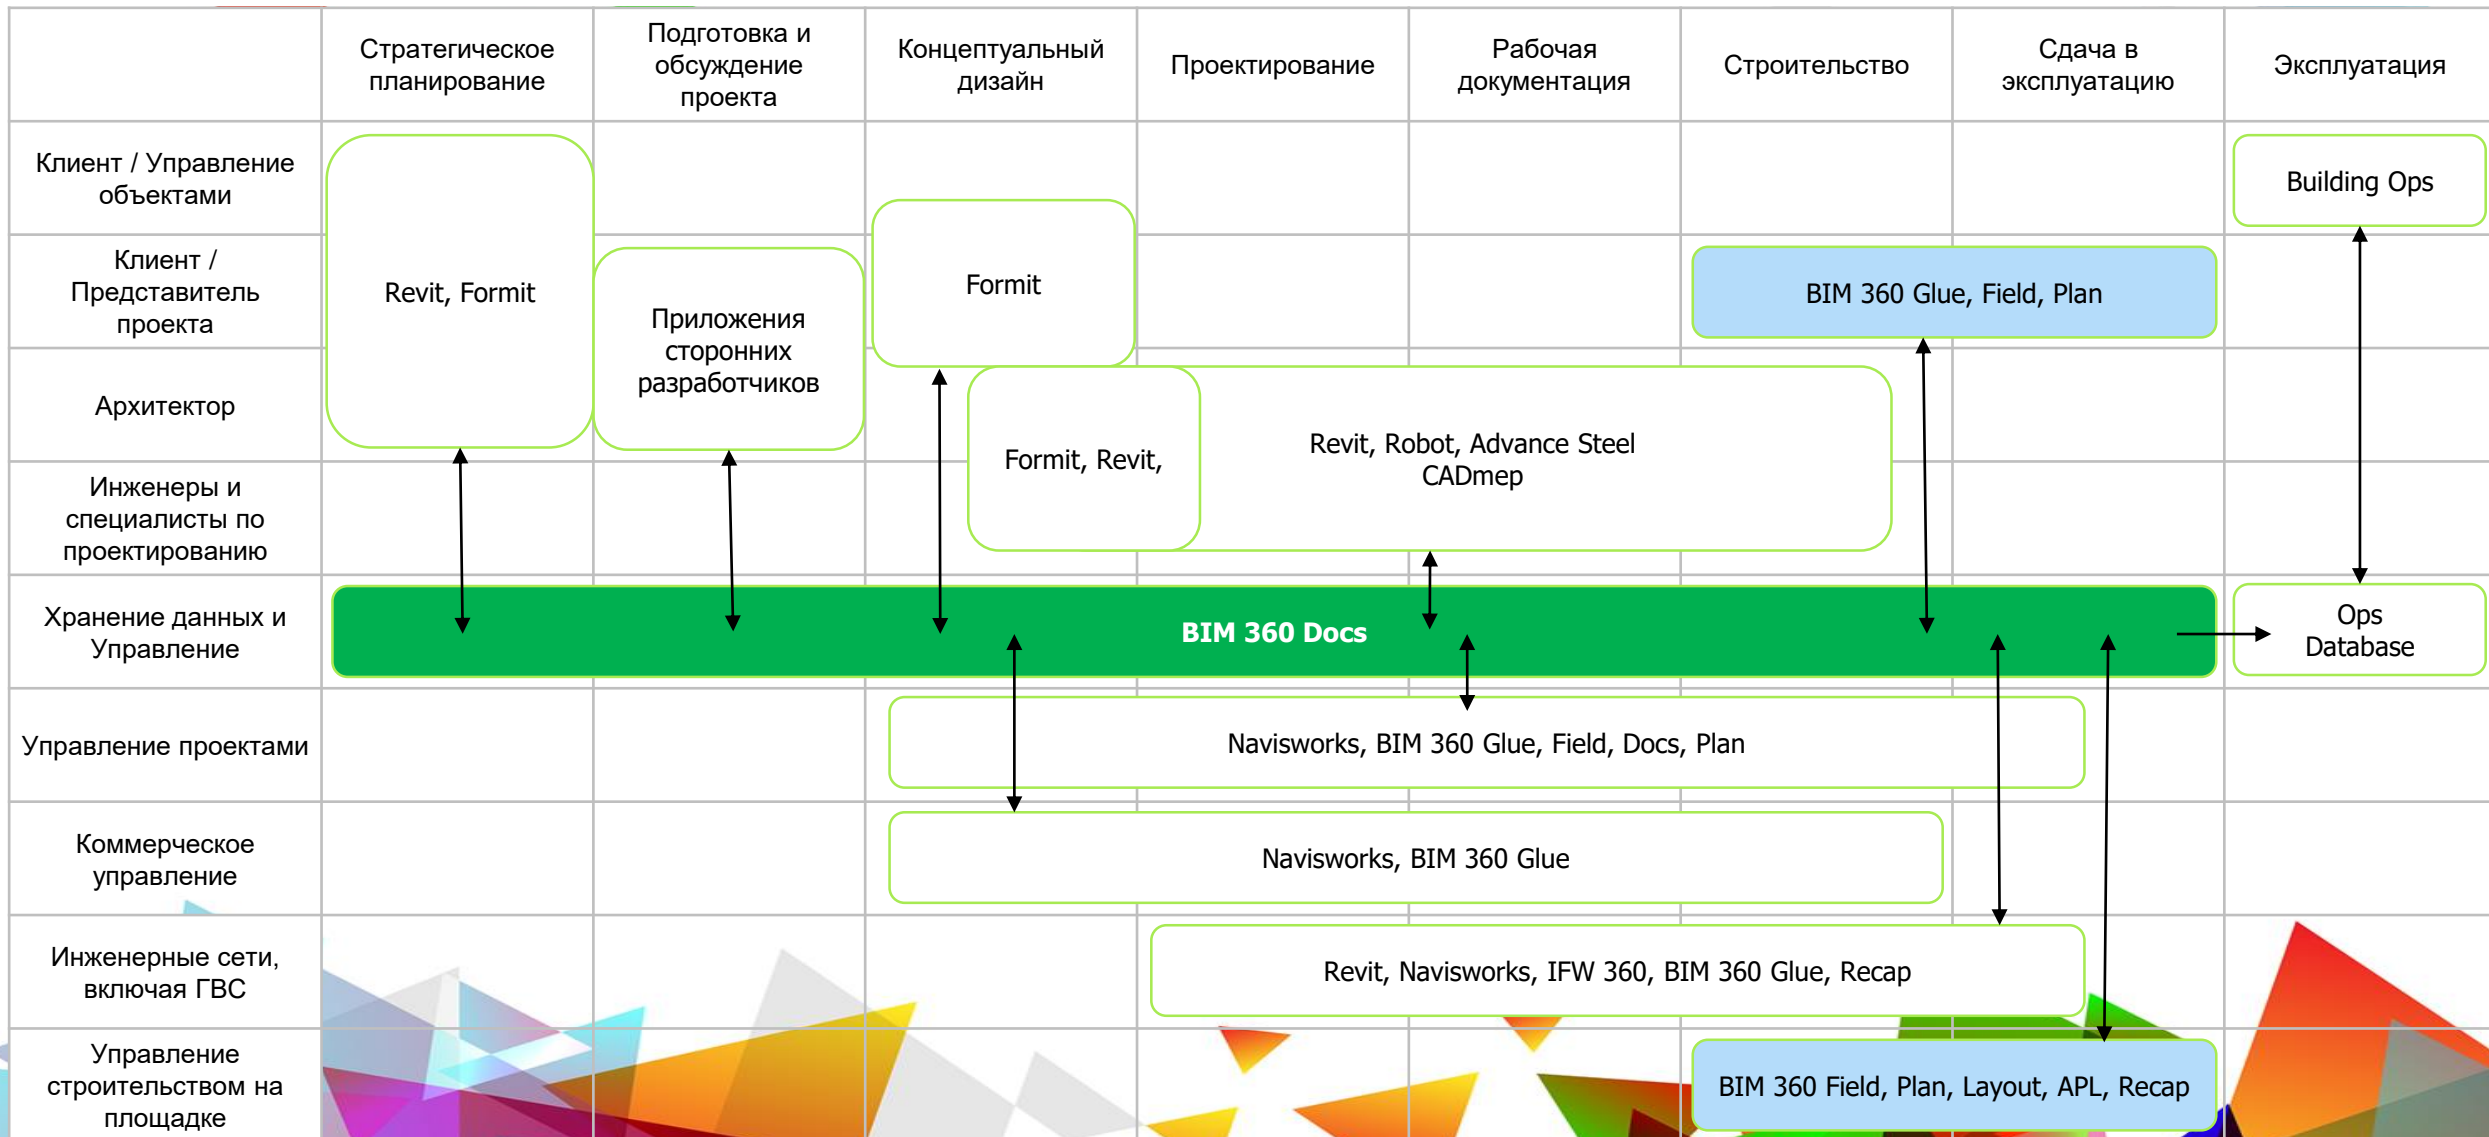 Стратегическое
планирование
Подготовка и
обсуждение
проекта
Концептуальный
дизайн
Проектирование
Рабочая
документация
Строительство
Сдача в
эксплуатацию
Эксплуатация
Клиент / Управление
объектами
Building Ops
Клиент /
Представитель
проекта
Revit, Formit
Приложения
сторонних
разработчиков
Formit
BIM 360 Glue, Field, Plan
Архитектор
Formit, Revit,
Revit, Robot, Advance Steel
CADmep
Инженеры и
специалисты по
проектированию
Хранение данных и
Управление
BIM 360 Docs
Ops
Database
Управление проектами
Navisworks, BIM 360 Glue, Field, Docs, Plan
Коммерческое
управление
Navisworks, BIM 360 Glue
Инженерные сети,
включая ГВС
Revit, Navisworks, IFW 360, BIM 360 Glue, Recap
Управление
строительством на
площадке
BIM 360 Field, Plan, Layout, APL, Recap